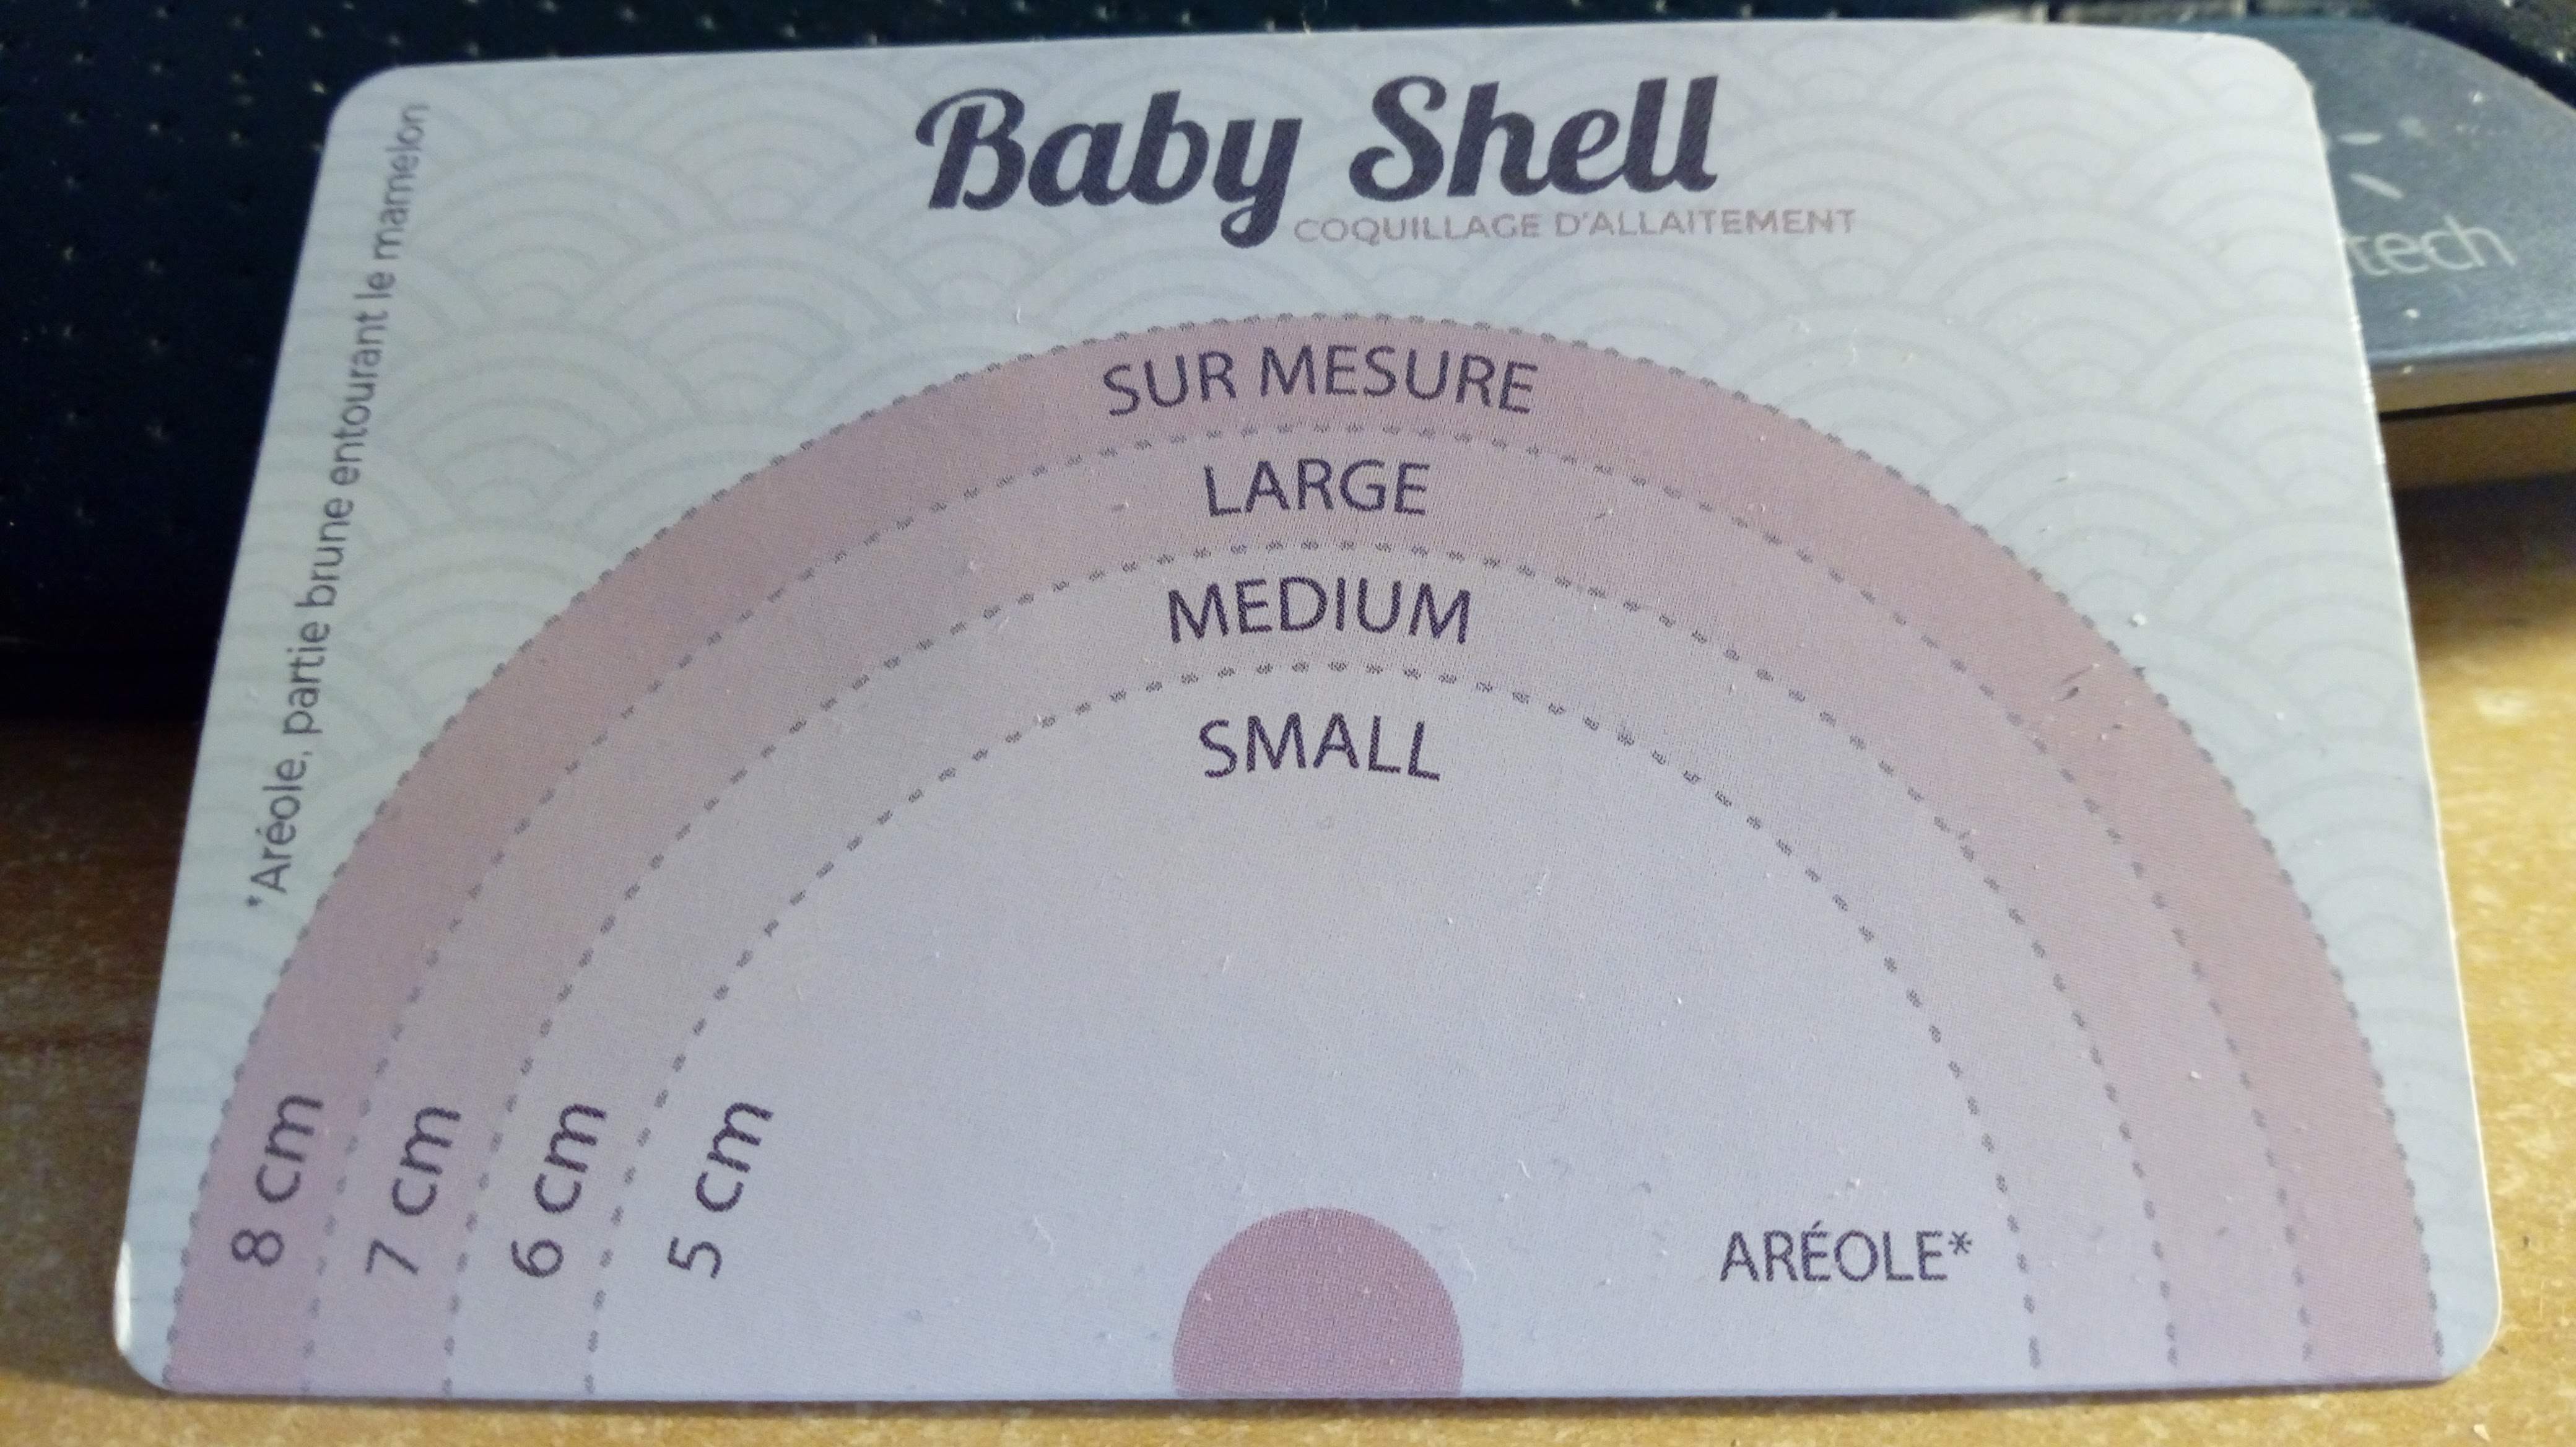 Baby Shell
COQUILLAGE D'ALLAITEMENT
*Aréole, partie brune entourant le mamelon
SUR MESURE
LARGE
MEDIUM
SMALL
8 cm
7 cm
6 cm
5 cm
ARÉOLE*
tech